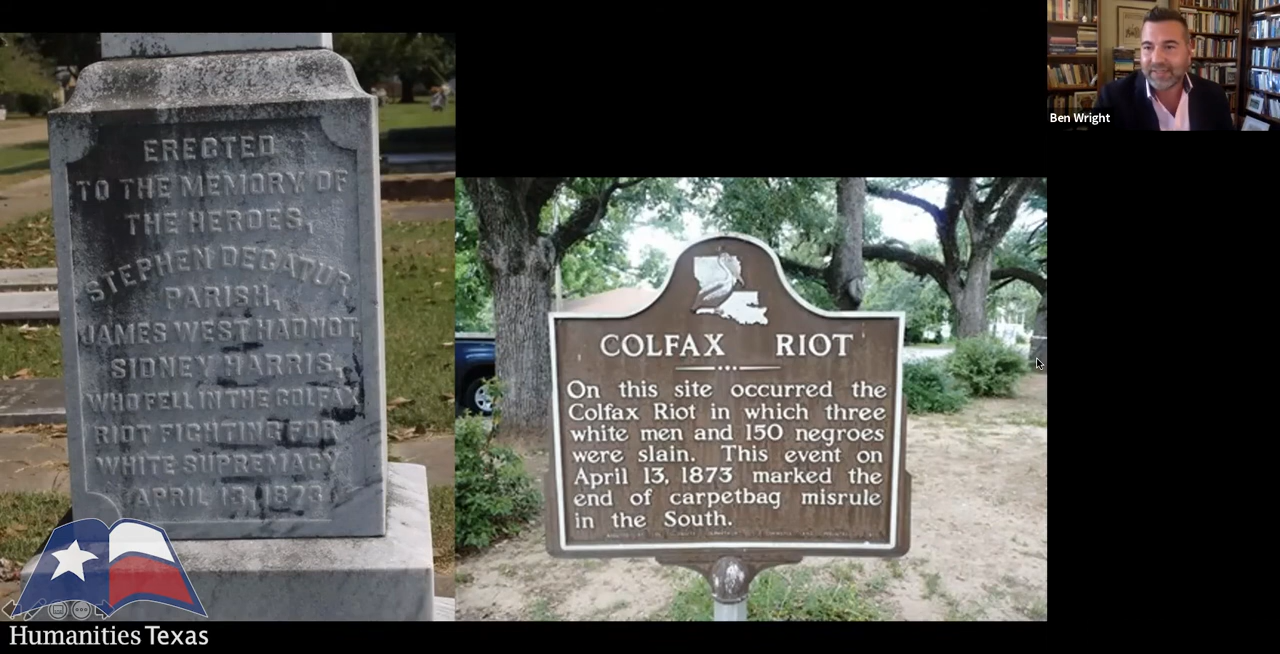 ERECTED
TO THE MEMORY OF
THE HEROES,
STEPHEN DECATUR
PARISH,
JAMES WEST HADNOT,
SIDNEY HARRIS,
WHO FELL IN THE COLFAX
RIOT FIGHTING FOR
WHITE SUPREMACY
APRIL 13, 1873
COLFAX RIOT
On this site occurred the
Colfax Riot in which three
white men and 150 negroes
were slain. This event on
April 13, 1873 marked the
end of carpetbag misrule
in the South.
Ben Wright
Humanities Texas